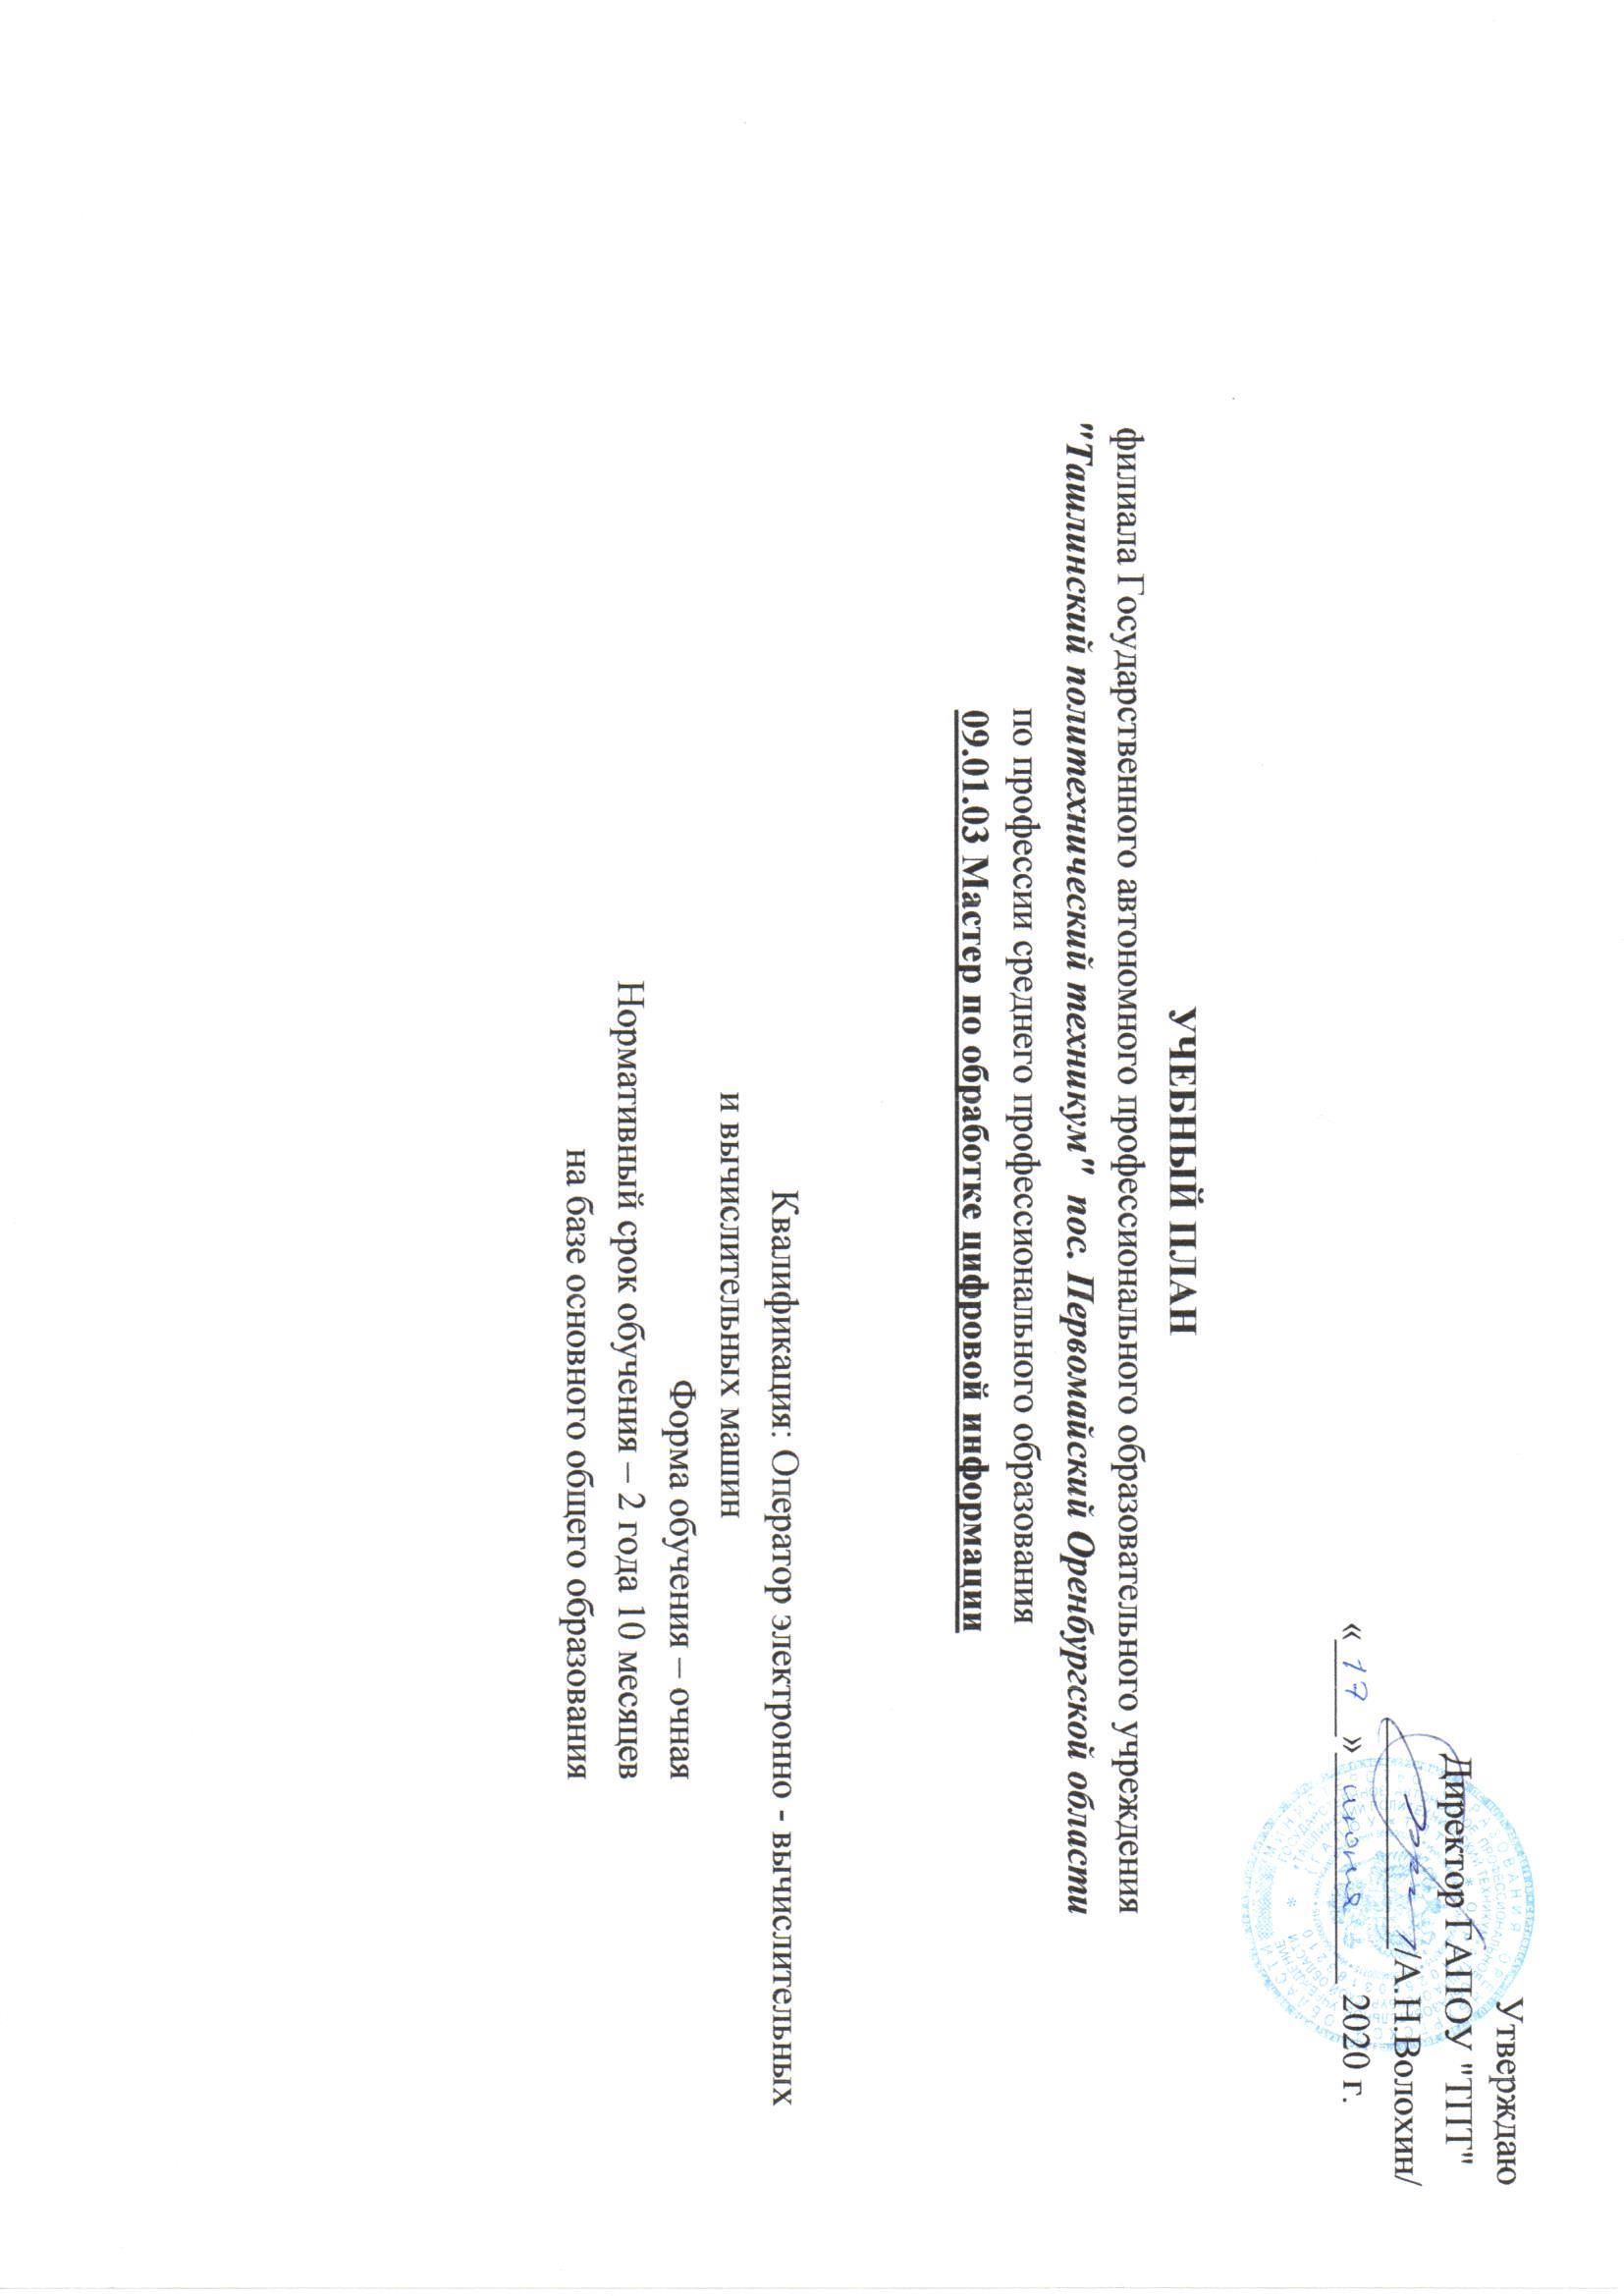 Утверждаю
Директор ГАПОУ "ТПТ"
/А.Н.Волохин/
« 17 » июня 2020 г.
УЧЕБНЫЙ ПЛАН
филиала Государственного автономного профессионального образовательного учреждения
"Ташлинский политехнический техникум" пос. Первомайский Оренбургской области
по профессии среднего профессионального образования
09.01.03 Мастер по обработке цифровой информации
Квалификация: Оператор электронно - вычислительных
и вычислительных машин
Форма обучения – очная
Нормативный срок обучения – 2 года 10 месяцев
на базе основного общего образования